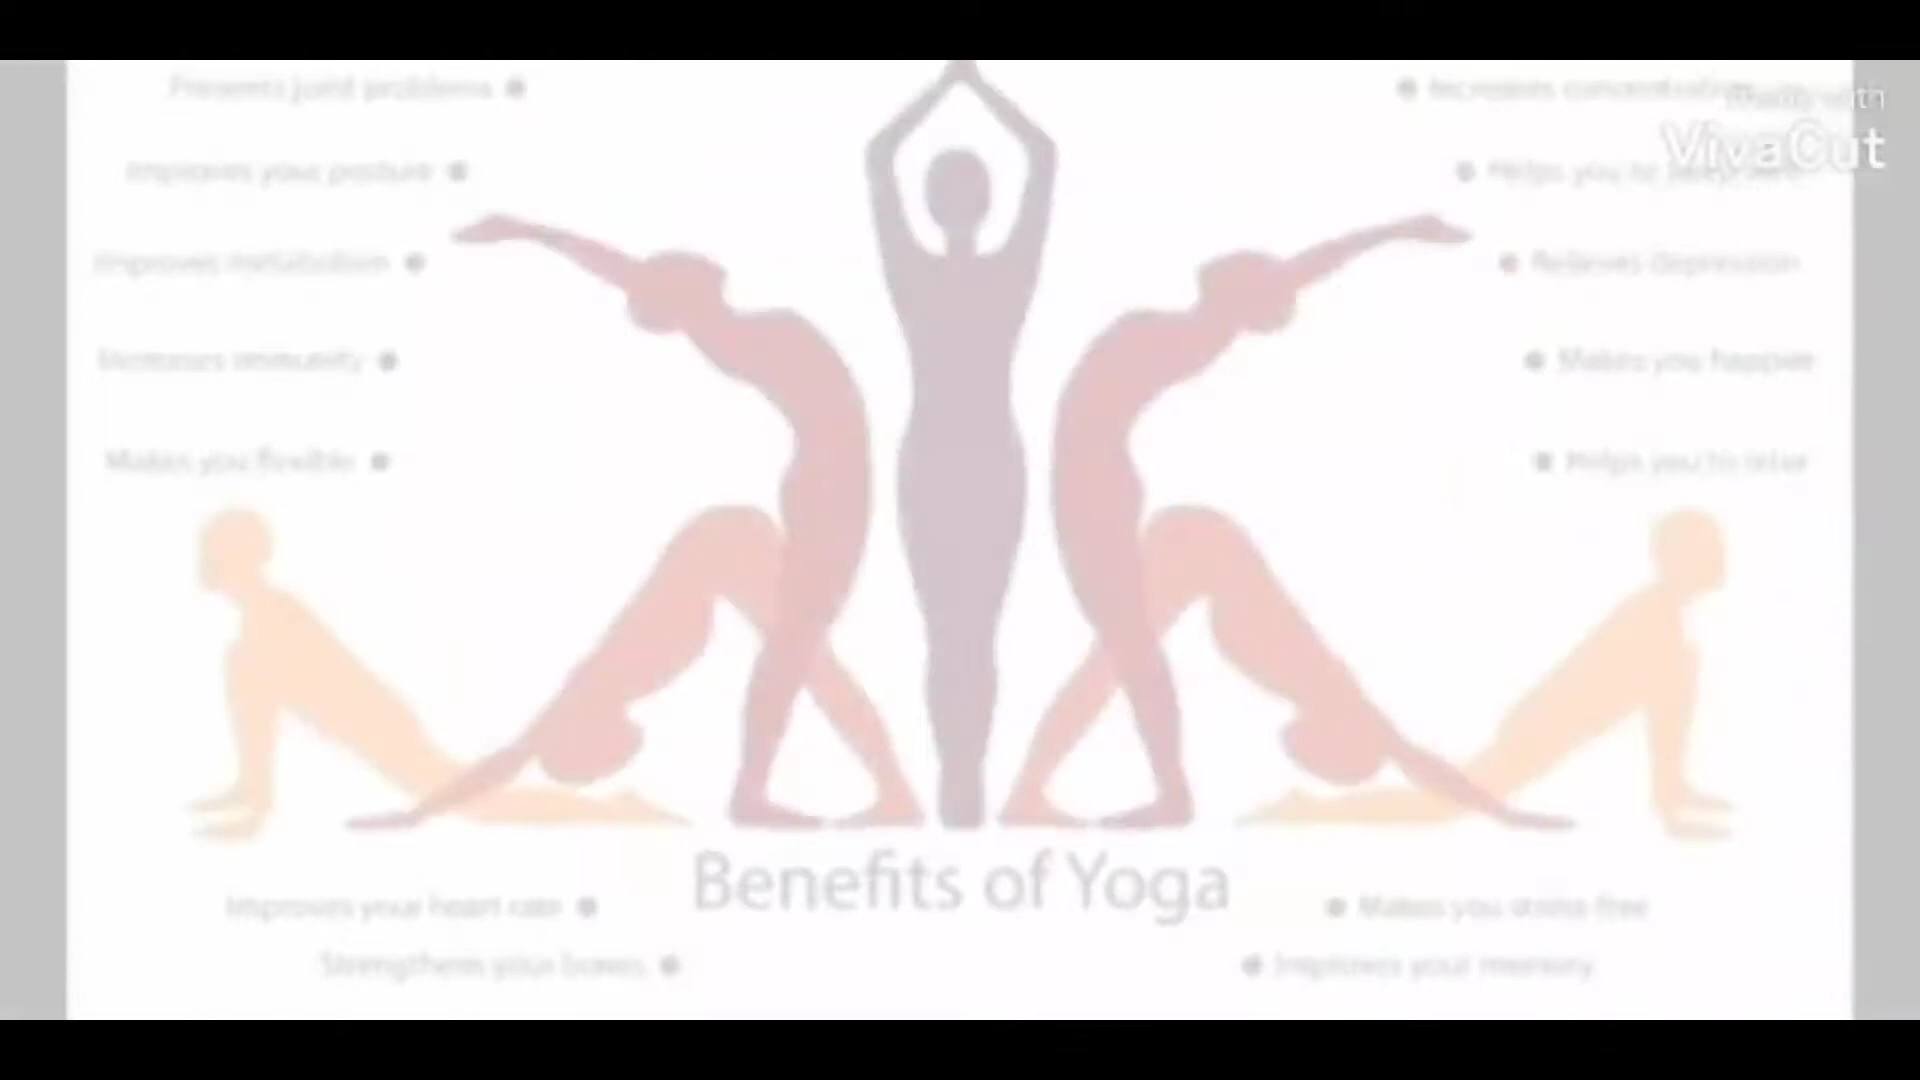 Prevents joint problems
Increases concentration
Made with
VivaCut
Improves your posture
Helps you to
Improves metabolism
Relieves depression
Increases immunity
Makes you happier
Makes you flexible
Helps you to relax
Benefits of Yoga
Improves your heart rate
Makes you stress free
Strengthens your bones
Improves your memory